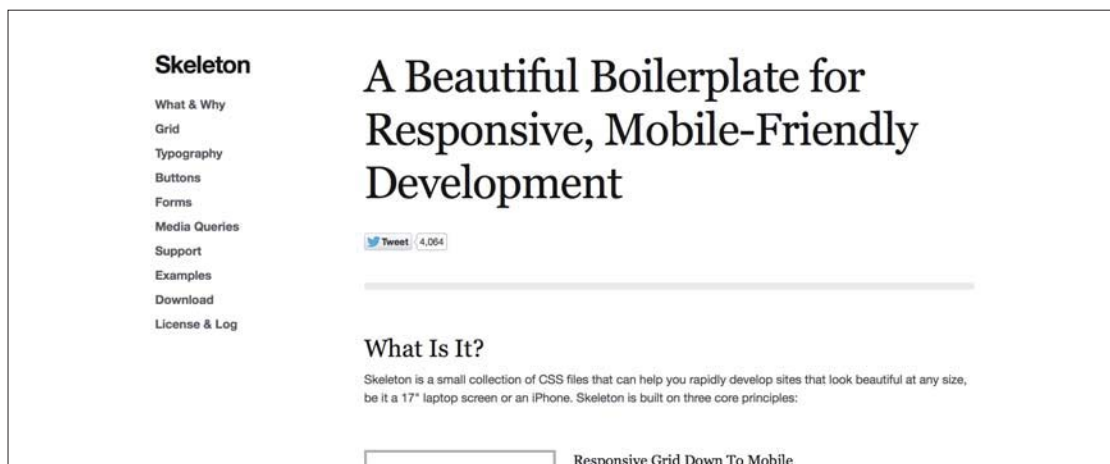 Skeleton
What & Why
Grid
Typography
Buttons
Forms
Media Queries
Support
Examples
Download
License & Log
A Beautiful Boilerplate for
Responsive, Mobile-Friendly
Development
Tweet 4,064
What Is It?
Skeleton is a small collection of CSS files that can help you rapidly develop sites that look beautiful at any size,
be it a 17" laptop screen or an iPhone. Skeleton is built on three core principles:
Responsive Grid Down To Mobile